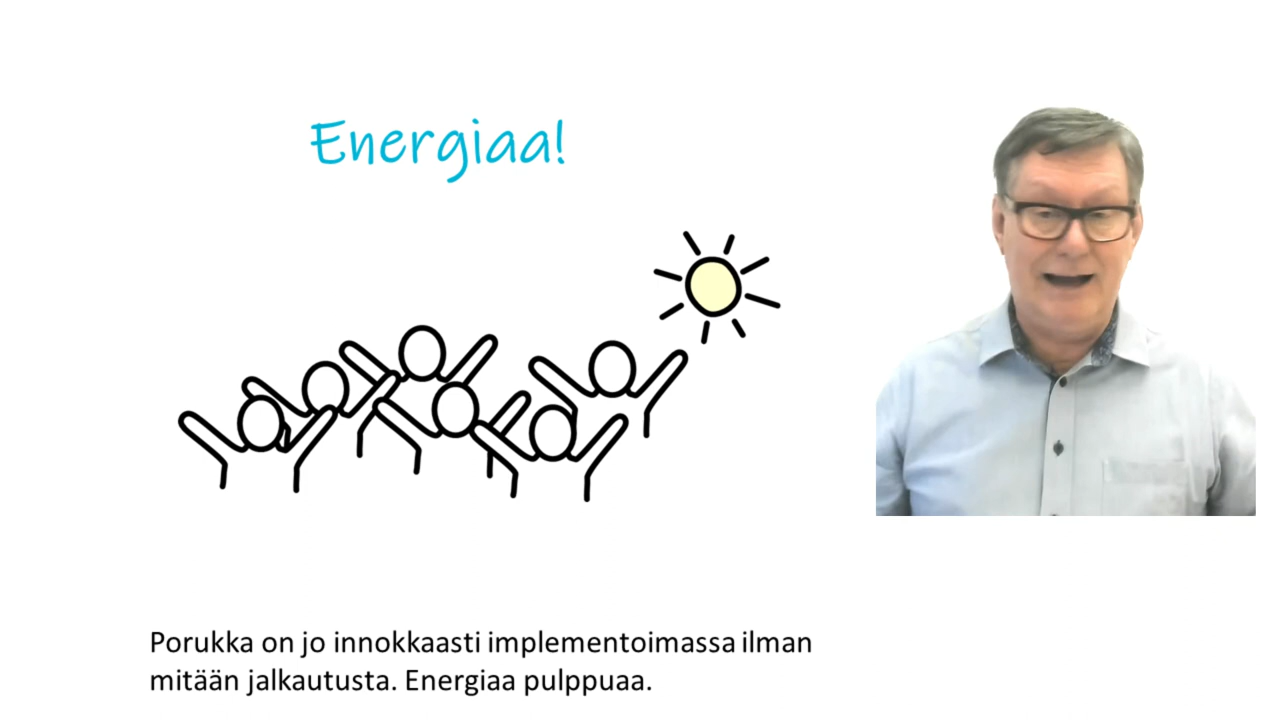 Energiaa!
Porukka on jo innokkaasti implementoimassa ilman
mitään jalkautusta. Energiaa pulppuaa.